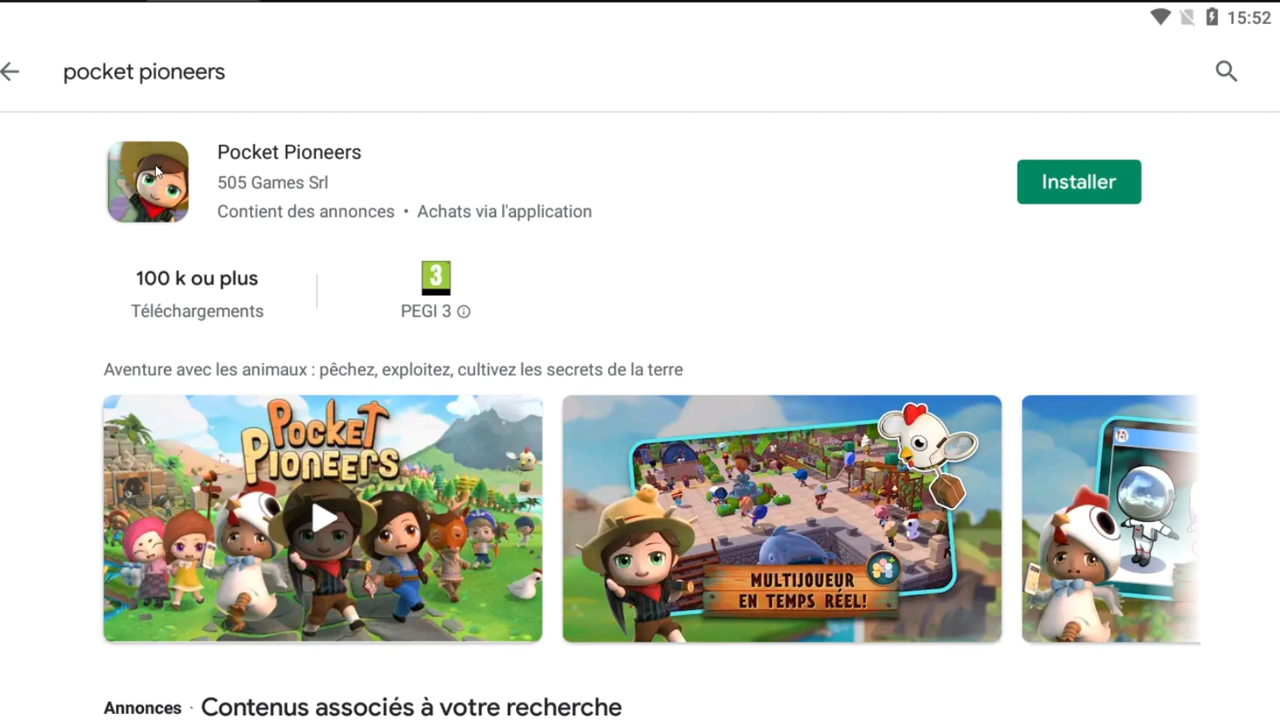 15:52
pocket pioneers
Pocket Pioneers
505 Games Srl
Contient des annonces • Achats via l'application
Installer
100 k ou plus
Téléchargements
3
PEGI 3
Aventure avec les animaux : pêchez, exploitez, cultivez les secrets de la terre
POCKET
PIONEERS
MULTIJOUEUR
EN TEMPS RÉEL!
Annonces · Contenus associés à votre recherche